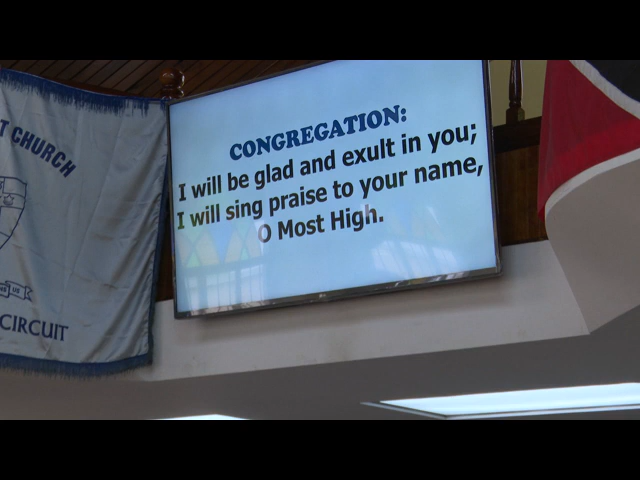 T CHURCH
CIRCUIT
CONGREGATION:
I will be glad and exult in you;
I will sing praise to your name,
O Most High.